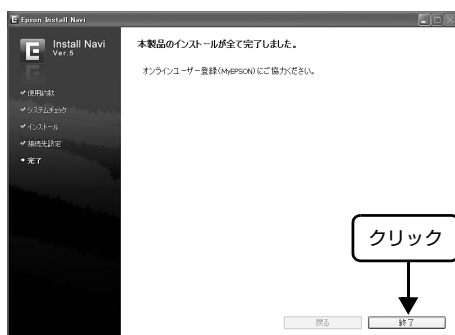 Epson Install Navi
E
Install Navi
Ver.5
使用許諾
システムチェック
インストール
接続先設定
完了
本製品のインストールが全て完了しました。
オンラインユーザー登録(MyEPSON)にご協力ください。
クリック
戻る
終了